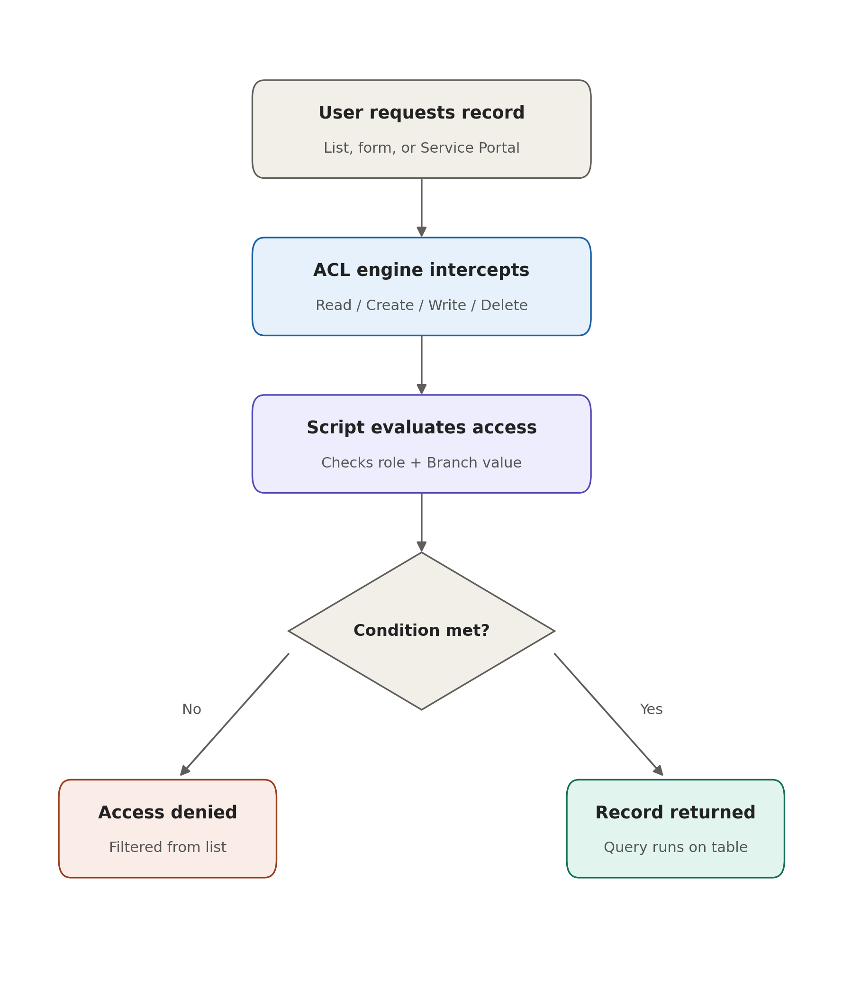 User requests record
List, form, or Service Portal
ACL engine intercepts
Read / Create / Write / Delete
Script evaluates access
Checks role + Branch value
Condition met?
No
Yes
Access denied
Filtered from list
Record returned
Query runs on table